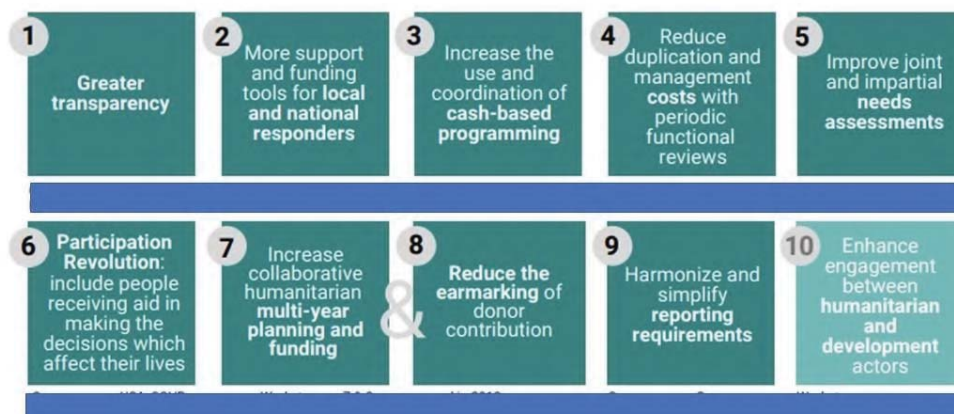 1
Greater
transparency
2
More support
and funding
tools for local
and national
responders
3
Increase the
use and
coordination of
cash-based
programming
4
Reduce
duplication and
management
costs with
periodic
functional
reviews
5
Improve joint
and impartial
needs
assessments
6
Participation
Revolution:
include people
receiving aid in
making the
decisions which
affect their lives
7
Increase
collaborative
humanitarian
multi-year
planning and
funding
&
8
Reduce the
earmarking of
donor
contribution
9
Harmonize and
simplify
reporting
requirements
10
Enhance
engagement
between
humanitarian
and
development
actors